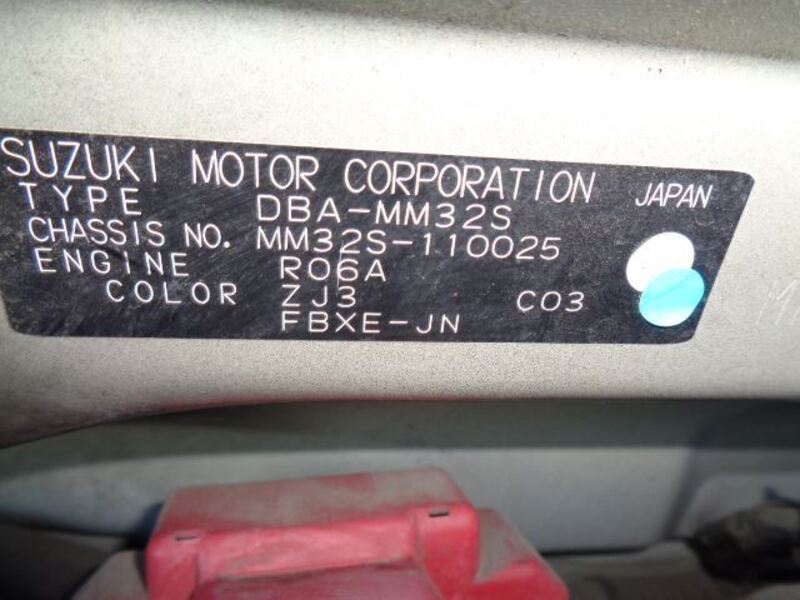 SUZUKI MOTOR CORPORATION JAPAN
TYPE DBA-MM32S
CHASSIS NO. MM32S-110025
ENGINE R06A
COLOR ZJ3 C03
FBXE-JN